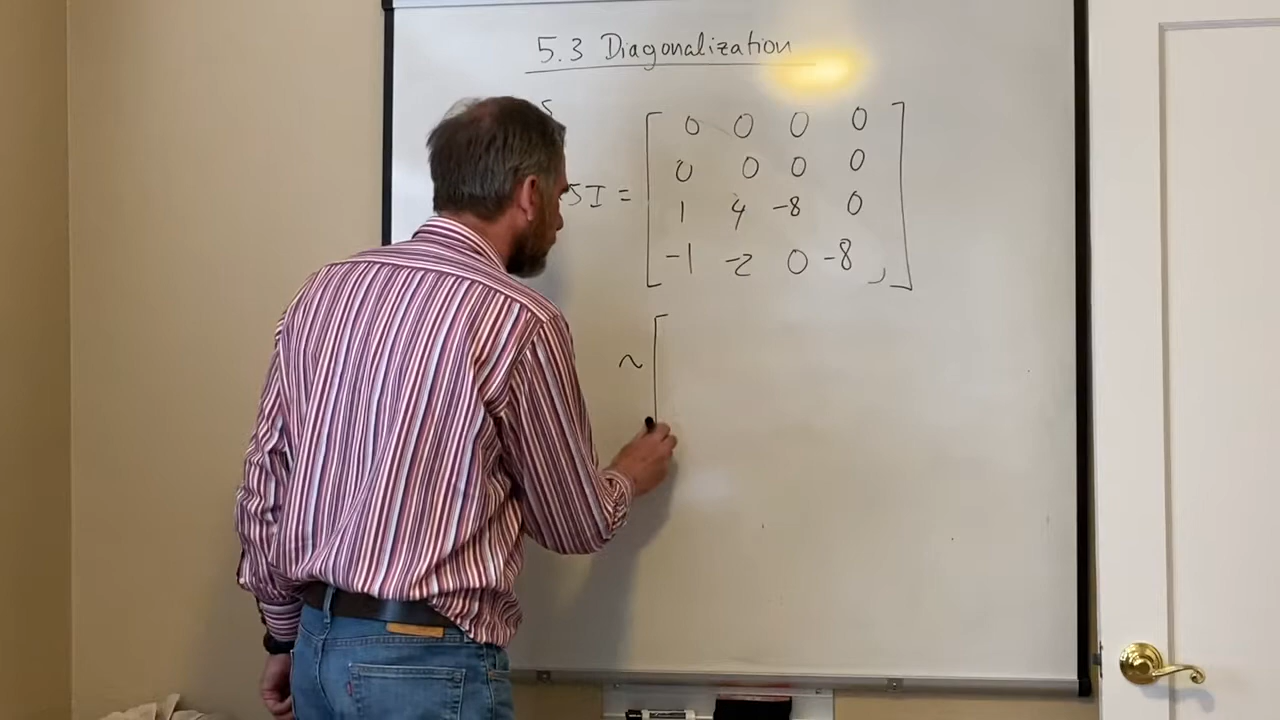 5.3 Diagonalization
5
5I =
0 0 0 0
0 0 0 0
1 4 -8 0
-1 -2 0 -8
~ [